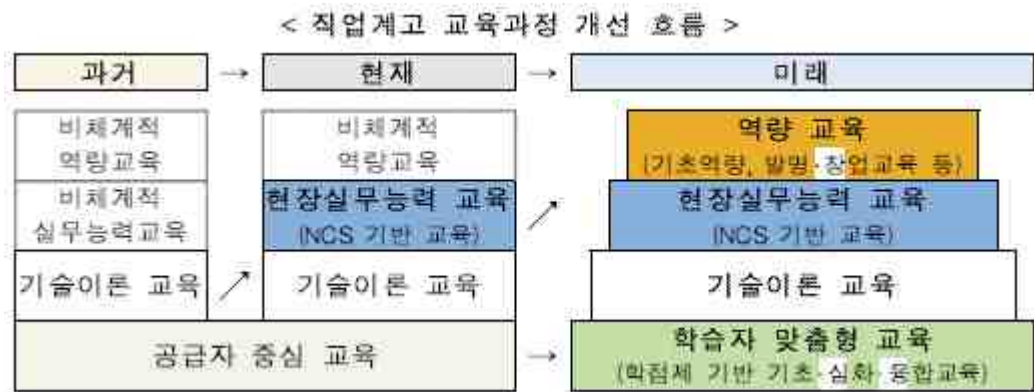 < 직업계고 교육과정 개선 흐름 >
과거 → 현재 → 미래
비체계적
역량교육
비체계적
실무능력교육
기술이론 교육
↗
비체계적
역량교육
현장실무능력 교육
(NCS 기반 교육)
기술이론 교육
↗
공급자 중심 교육
→
역량 교육
(기초역량, 발명·창업교육 등)
현장실무능력 교육
(NCS 기반 교육)
기술이론 교육
학습자 맞춤형 교육
(학점제 기반 기초·심화·융합교육)